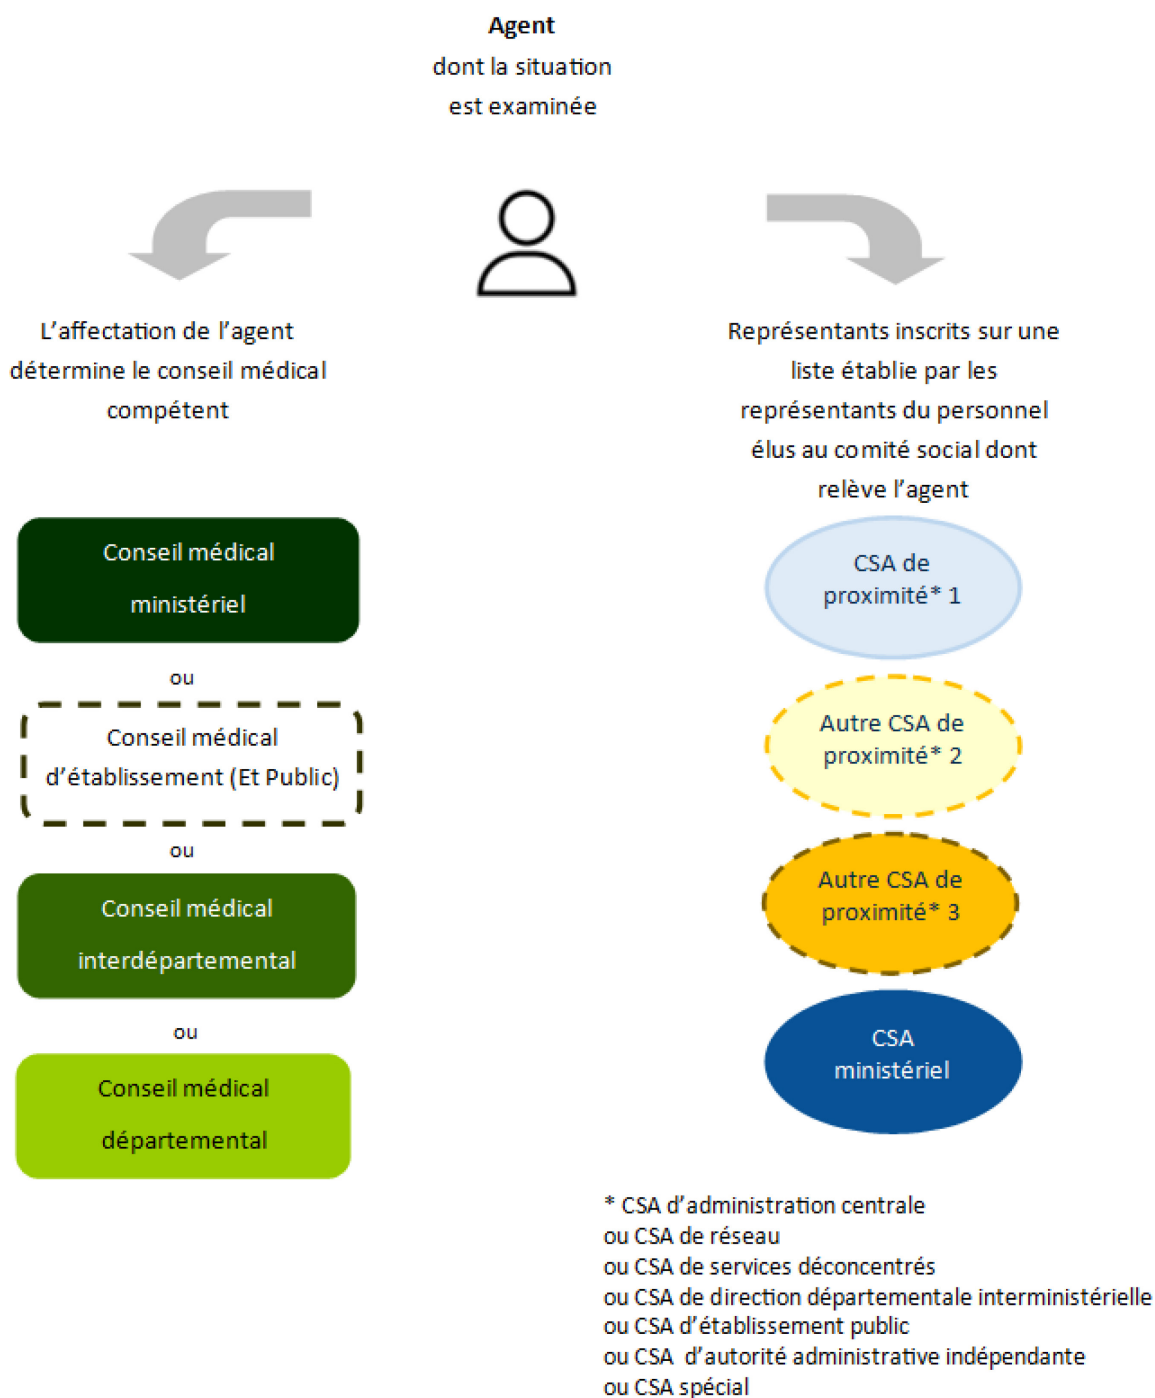 Agent
dont la situation
est examinée
L'affectation de l'agent
détermine le conseil médical
compétent
Conseil médical
ministériel
ou
Conseil médical
d'établissement (Et Public)
ou
Conseil médical
interdépartemental
ou
Conseil médical
départemental
Représentants inscrits sur une
liste établie par les
représentants du personnel
élus au comité social dont
relève l'agent
CSA de
proximité* 1
Autre CSA de
proximité* 2
Autre CSA de
proximité* 3
CSA
ministériel
* CSA d'administration centrale
ou CSA de réseau
ou CSA de services déconcentrés
ou CSA de direction départementale interministérielle
ou CSA d'établissement public
ou CSA d'autorité administrative indépendante
ou CSA spécial